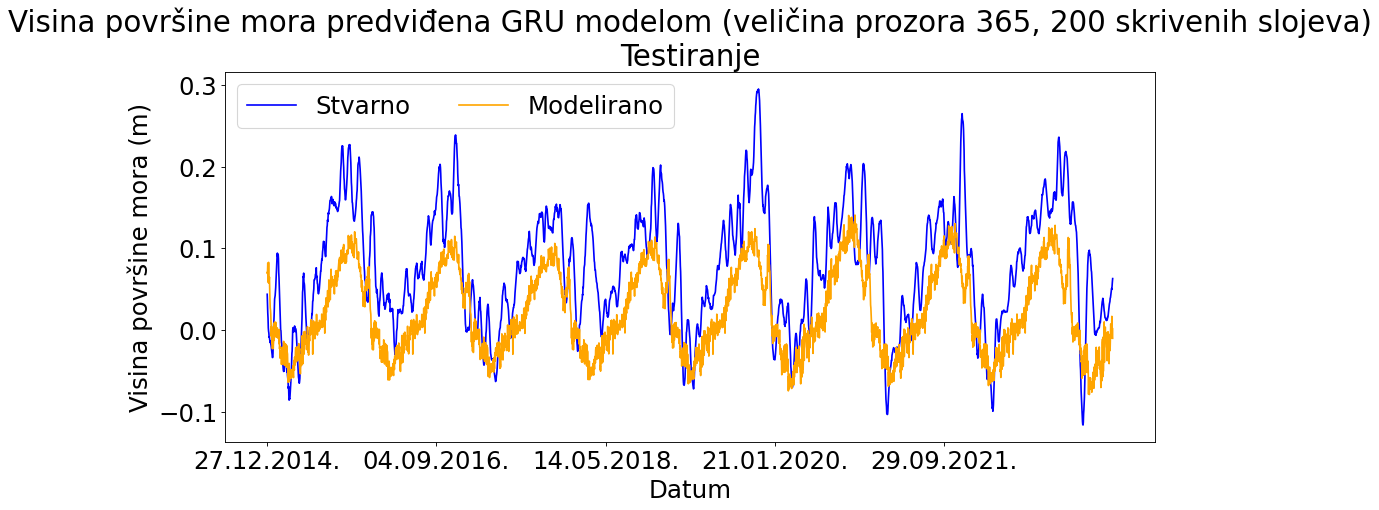 Visina površine mora predviđena GRU modelom (veličina prozora 365, 200 skrivenih slojeva)
Testiranje
Stvarno
Modelirano
Visina površine mora (m)
0.3
0.2
0.1
0.0
−0.1
27.12.2014.
04.09.2016.
14.05.2018.
21.01.2020.
29.09.2021.
Datum